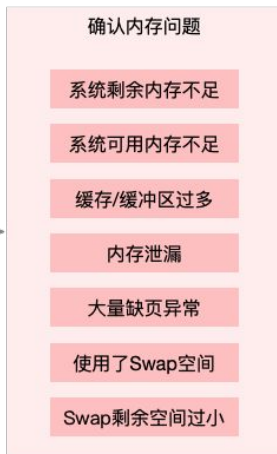 确认内存问题
系统剩余内存不足
系统可用内存不足
缓存/缓冲区过多
内存泄漏
大量缺页异常
使用了Swap空间
Swap剩余空间过小